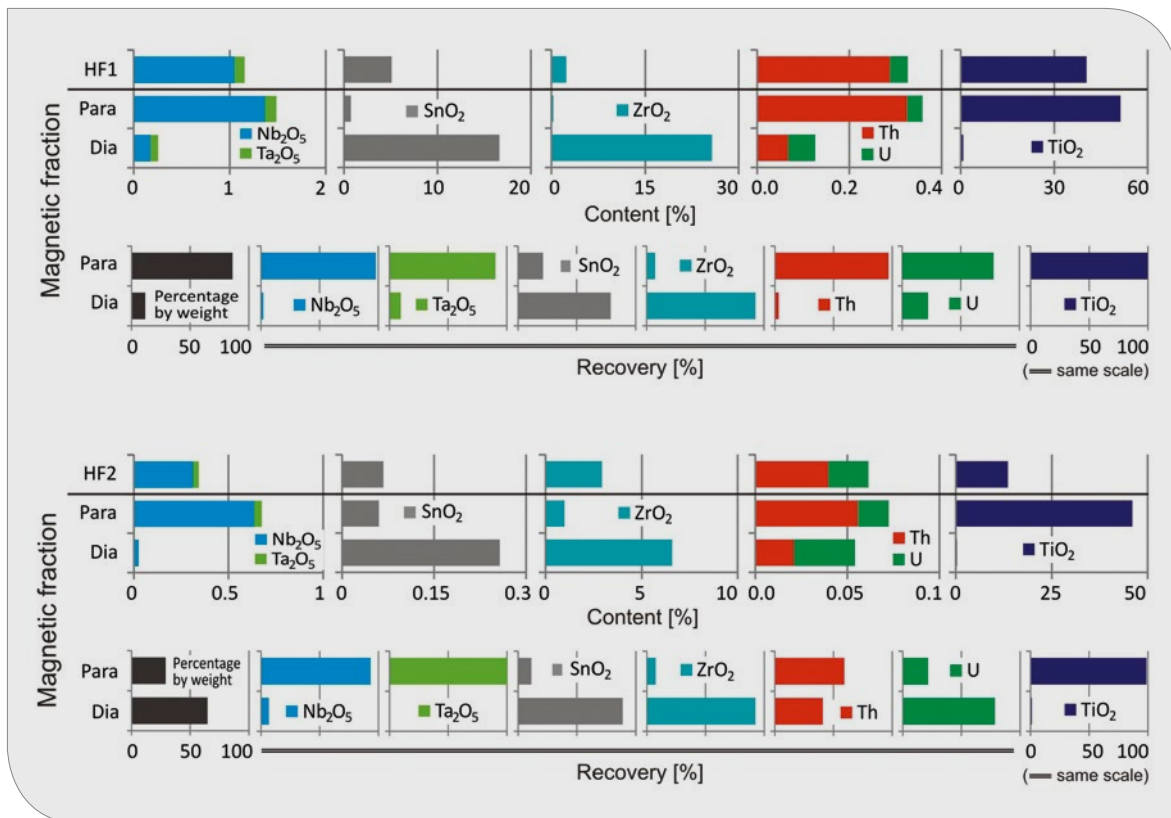 HF1
Para
Dia
Magnetic fraction
Nb₂O₅
Ta₂O₅
SnO₂
ZrO₂
Th
U
TiO₂
0 1 2
0 10 20
0 15 30
0.0 0.2 0.4
0 30 60
Content [%]
Para
Dia
Percentage
by weight
Nb₂O₅
Ta₂O₅
SnO₂
ZrO₂
Th
U
TiO₂
0 50 100
0 50 100
Recovery [%]
(═ same scale)
HF2
Para
Dia
Magnetic fraction
Nb₂O₅
Ta₂O₅
SnO₂
ZrO₂
Th
U
TiO₂
0 0.5 1
0 0.15 0.3
0 5 10
0.0 0.05 0.1
0 25 50
Content [%]
Para
Dia
Percentage
by weight
Nb₂O₅
Ta₂O₅
SnO₂
ZrO₂
Th
U
TiO₂
0 50 100
0 50 100
Recovery [%]
(═ same scale)